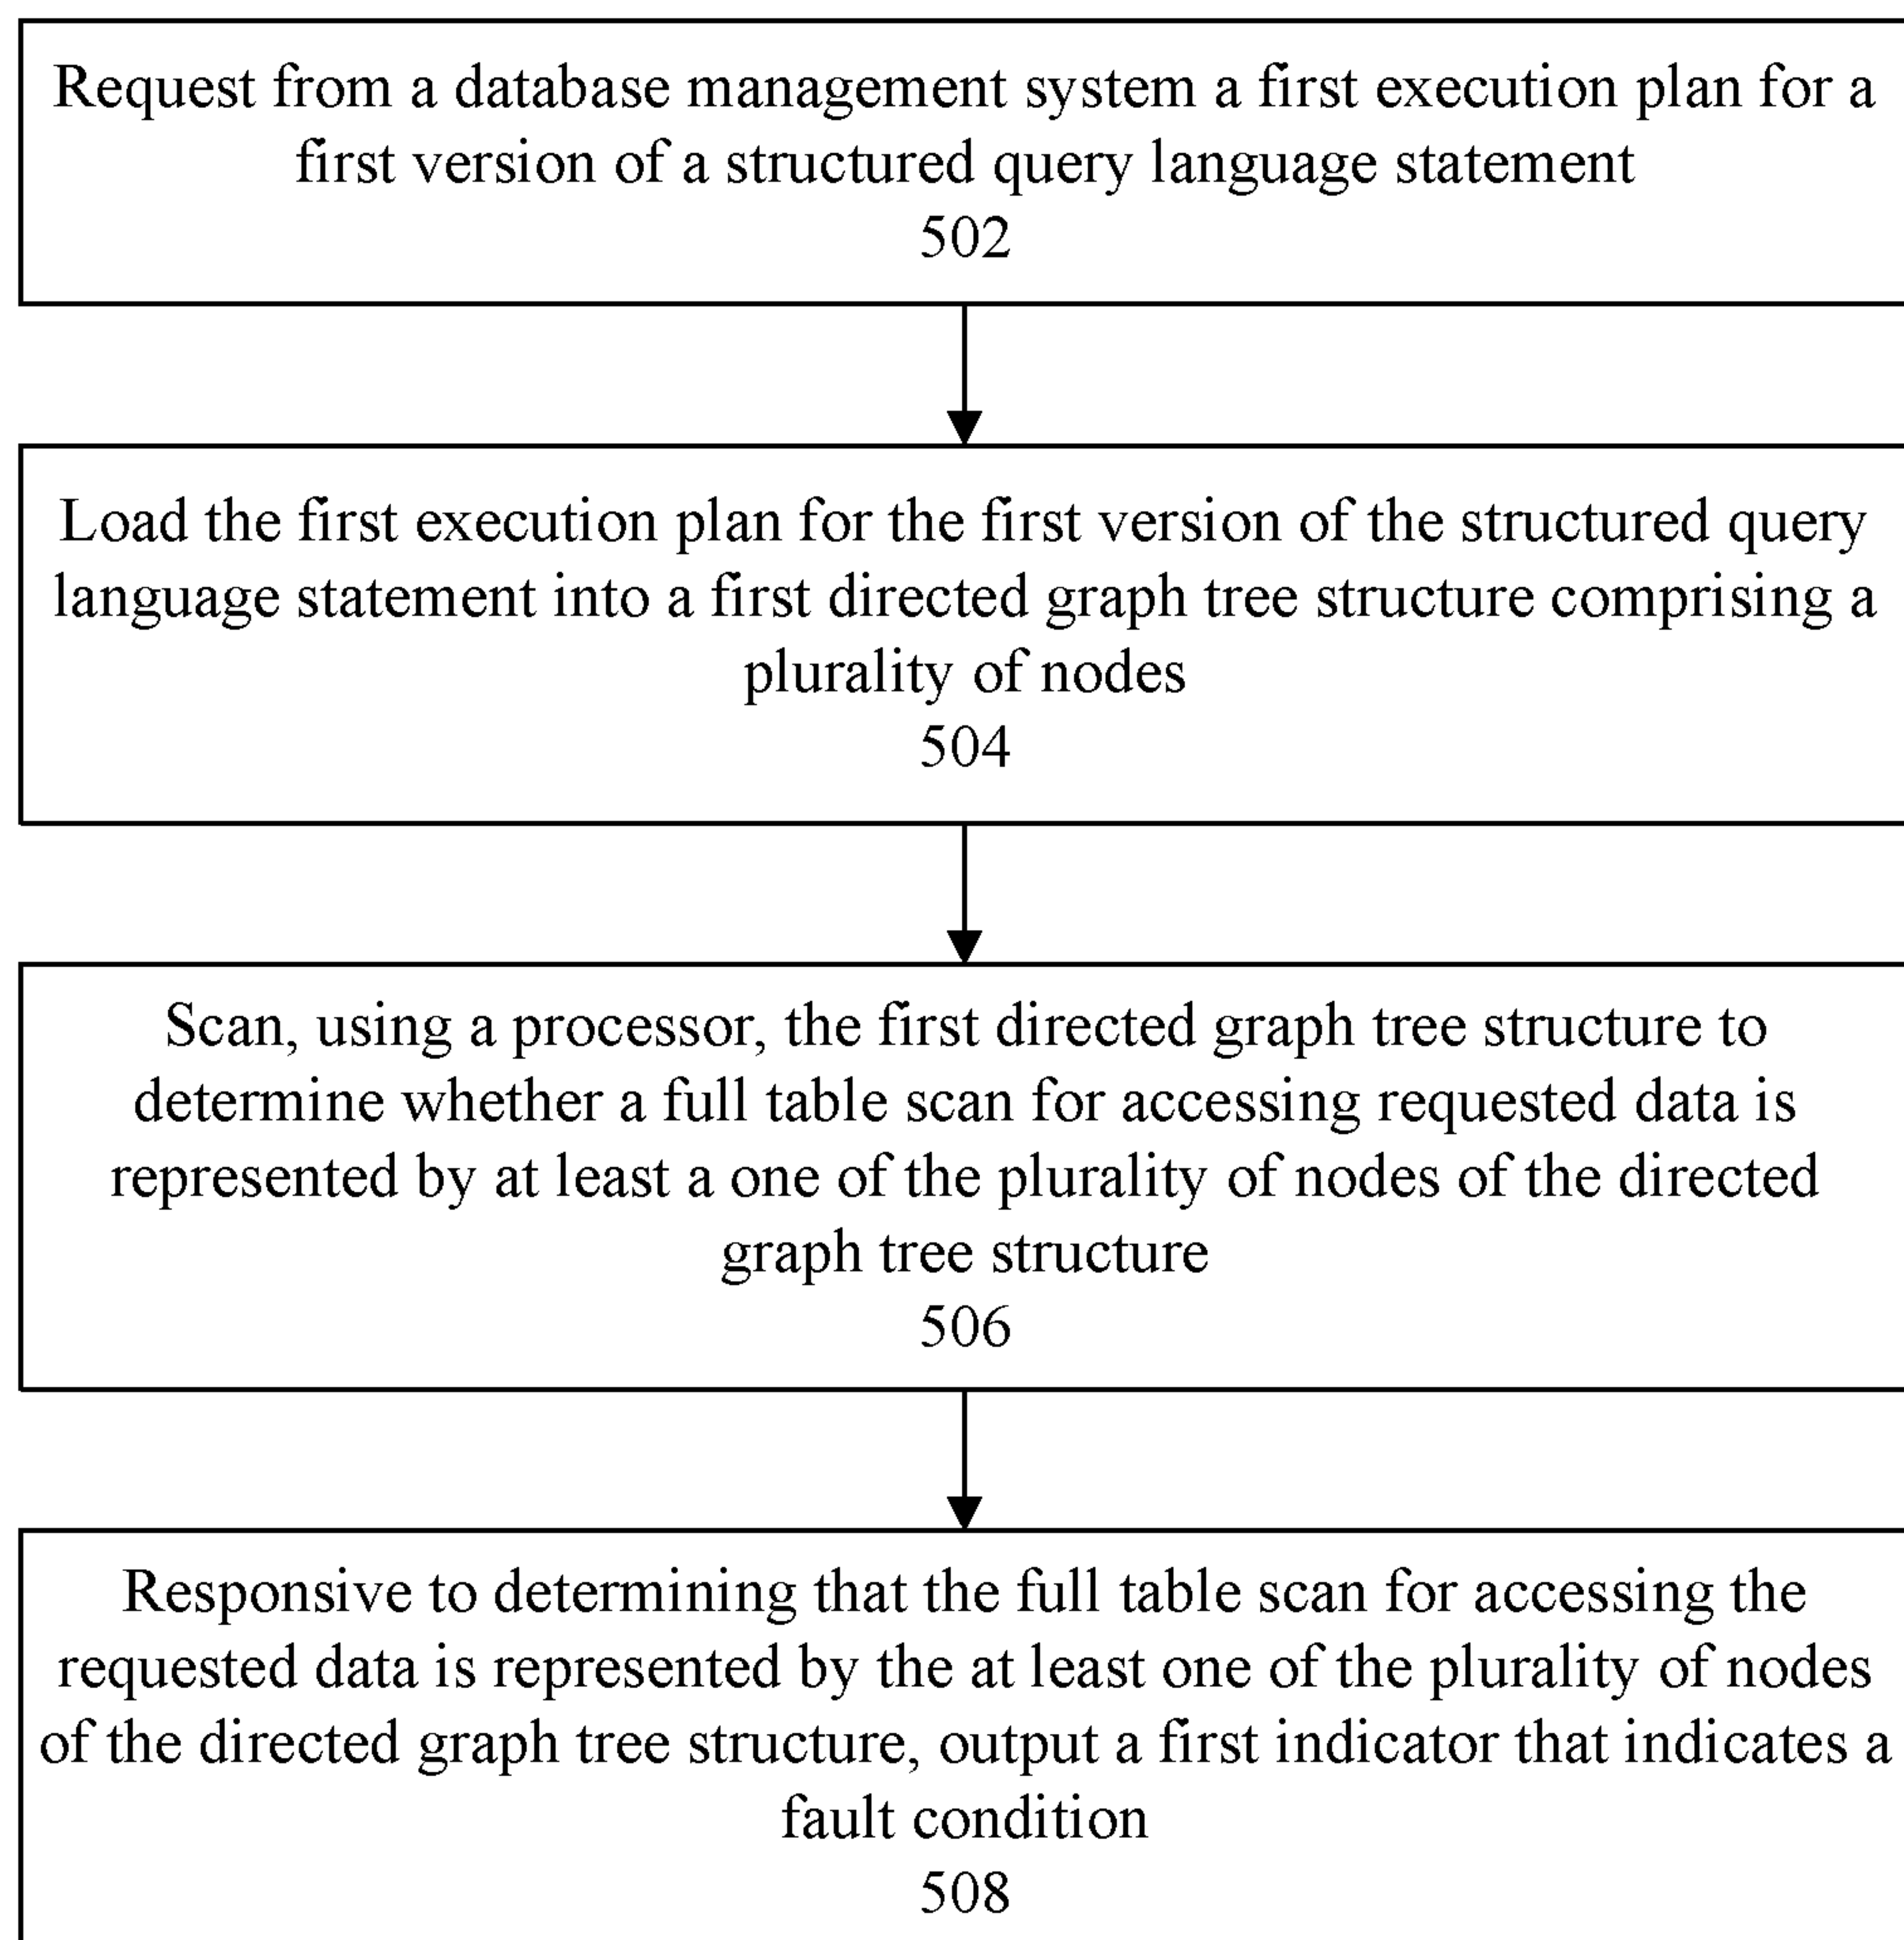 Request from a database management system a first execution plan for a
first version of a structured query language statement
502
Load the first execution plan for the first version of the structured query
language statement into a first directed graph tree structure comprising a
plurality of nodes
504
Scan, using a processor, the first directed graph tree structure to
determine whether a full table scan for accessing requested data is
represented by at least a one of the plurality of nodes of the directed
graph tree structure
506
Responsive to determining that the full table scan for accessing the
requested data is represented by the at least one of the plurality of nodes
of the directed graph tree structure, output a first indicator that indicates a
fault condition
508